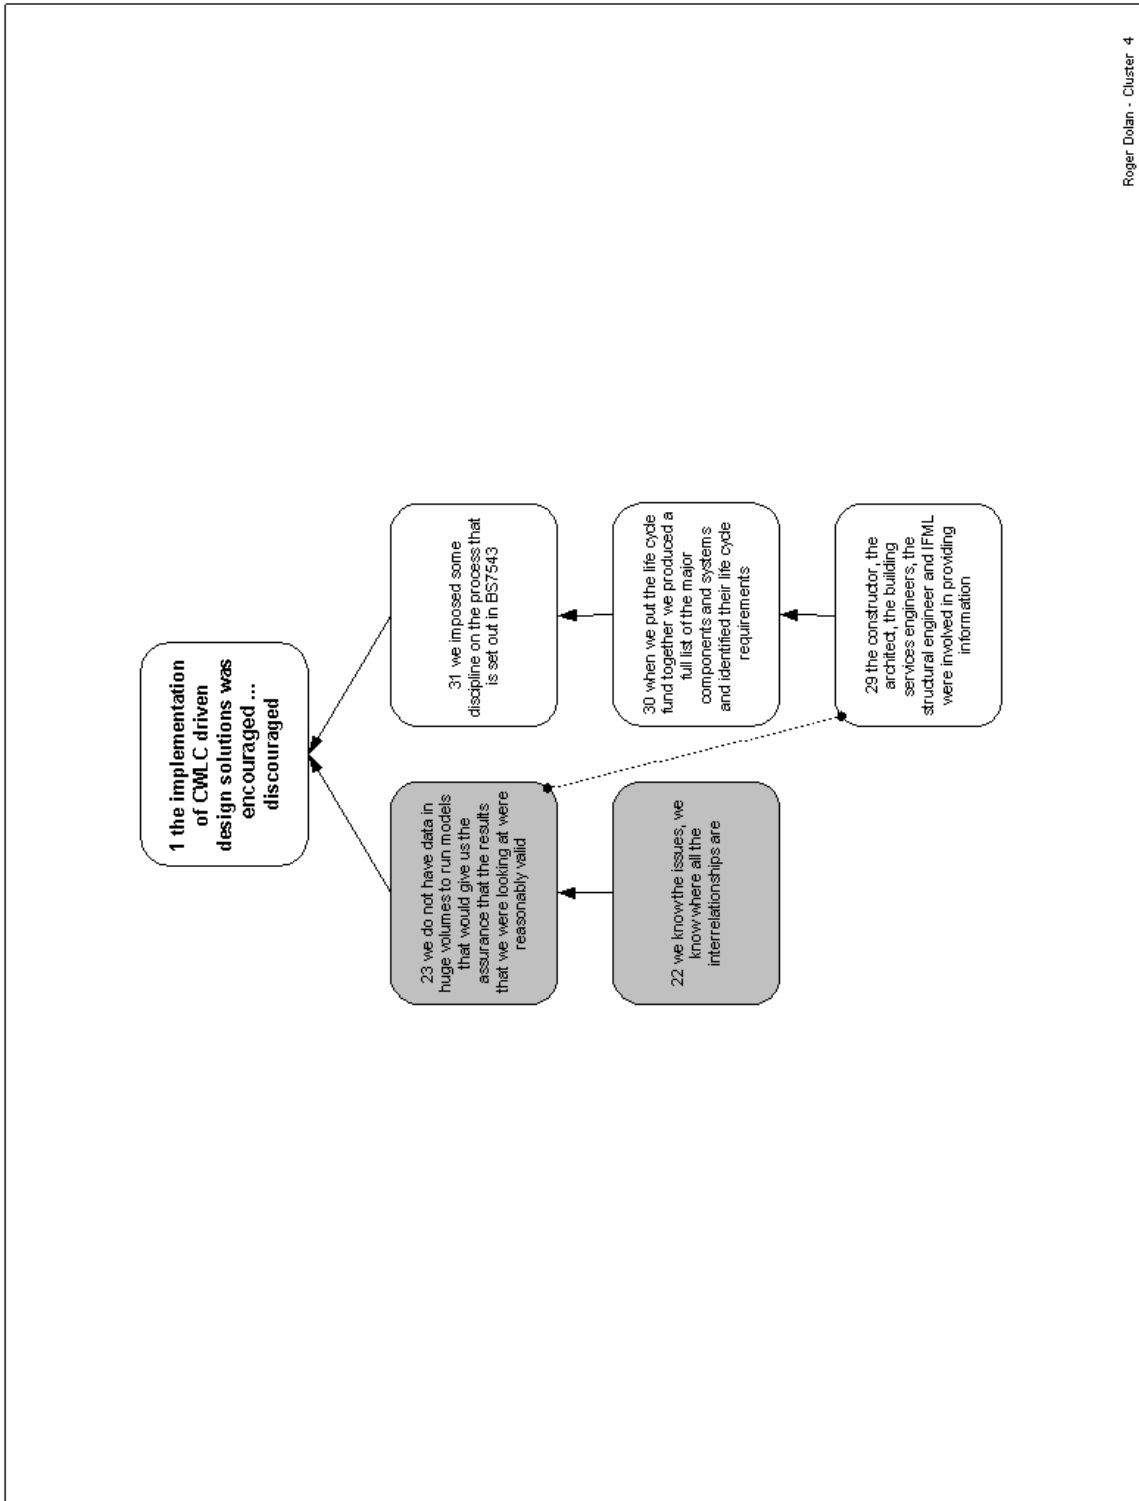 1 the implementation
of CWLC driven
design solutions was
encouraged ...
discouraged
23 we do not have data in
huge volumes to run models
that would give us the
assurance that the results
that we were looking at were
reasonably valid
31 we imposed some
discipline on the process that
is set out in BS7543
22 we know the issues, we
know where all the
interrelationships are
30 when we put the life cycle
fund together we produced a
full list of the major
components and systems
and identified their life cycle
requirements
29 the constructor, the
architect, the building
services engineers, the
structural engineer and IFML
were involved in providing
information
Roger Dolan - Cluster 4